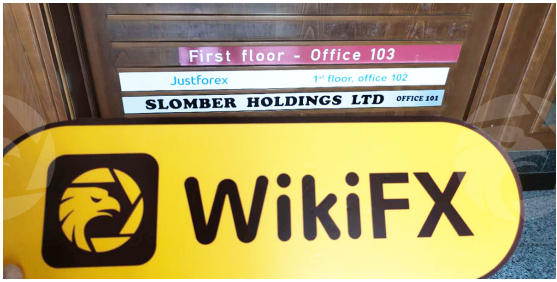 First floor - Office 103
Justforex 1st floor, office 102
SLOMBER HOLDINGS LTD OFFICE 101
WikiFX